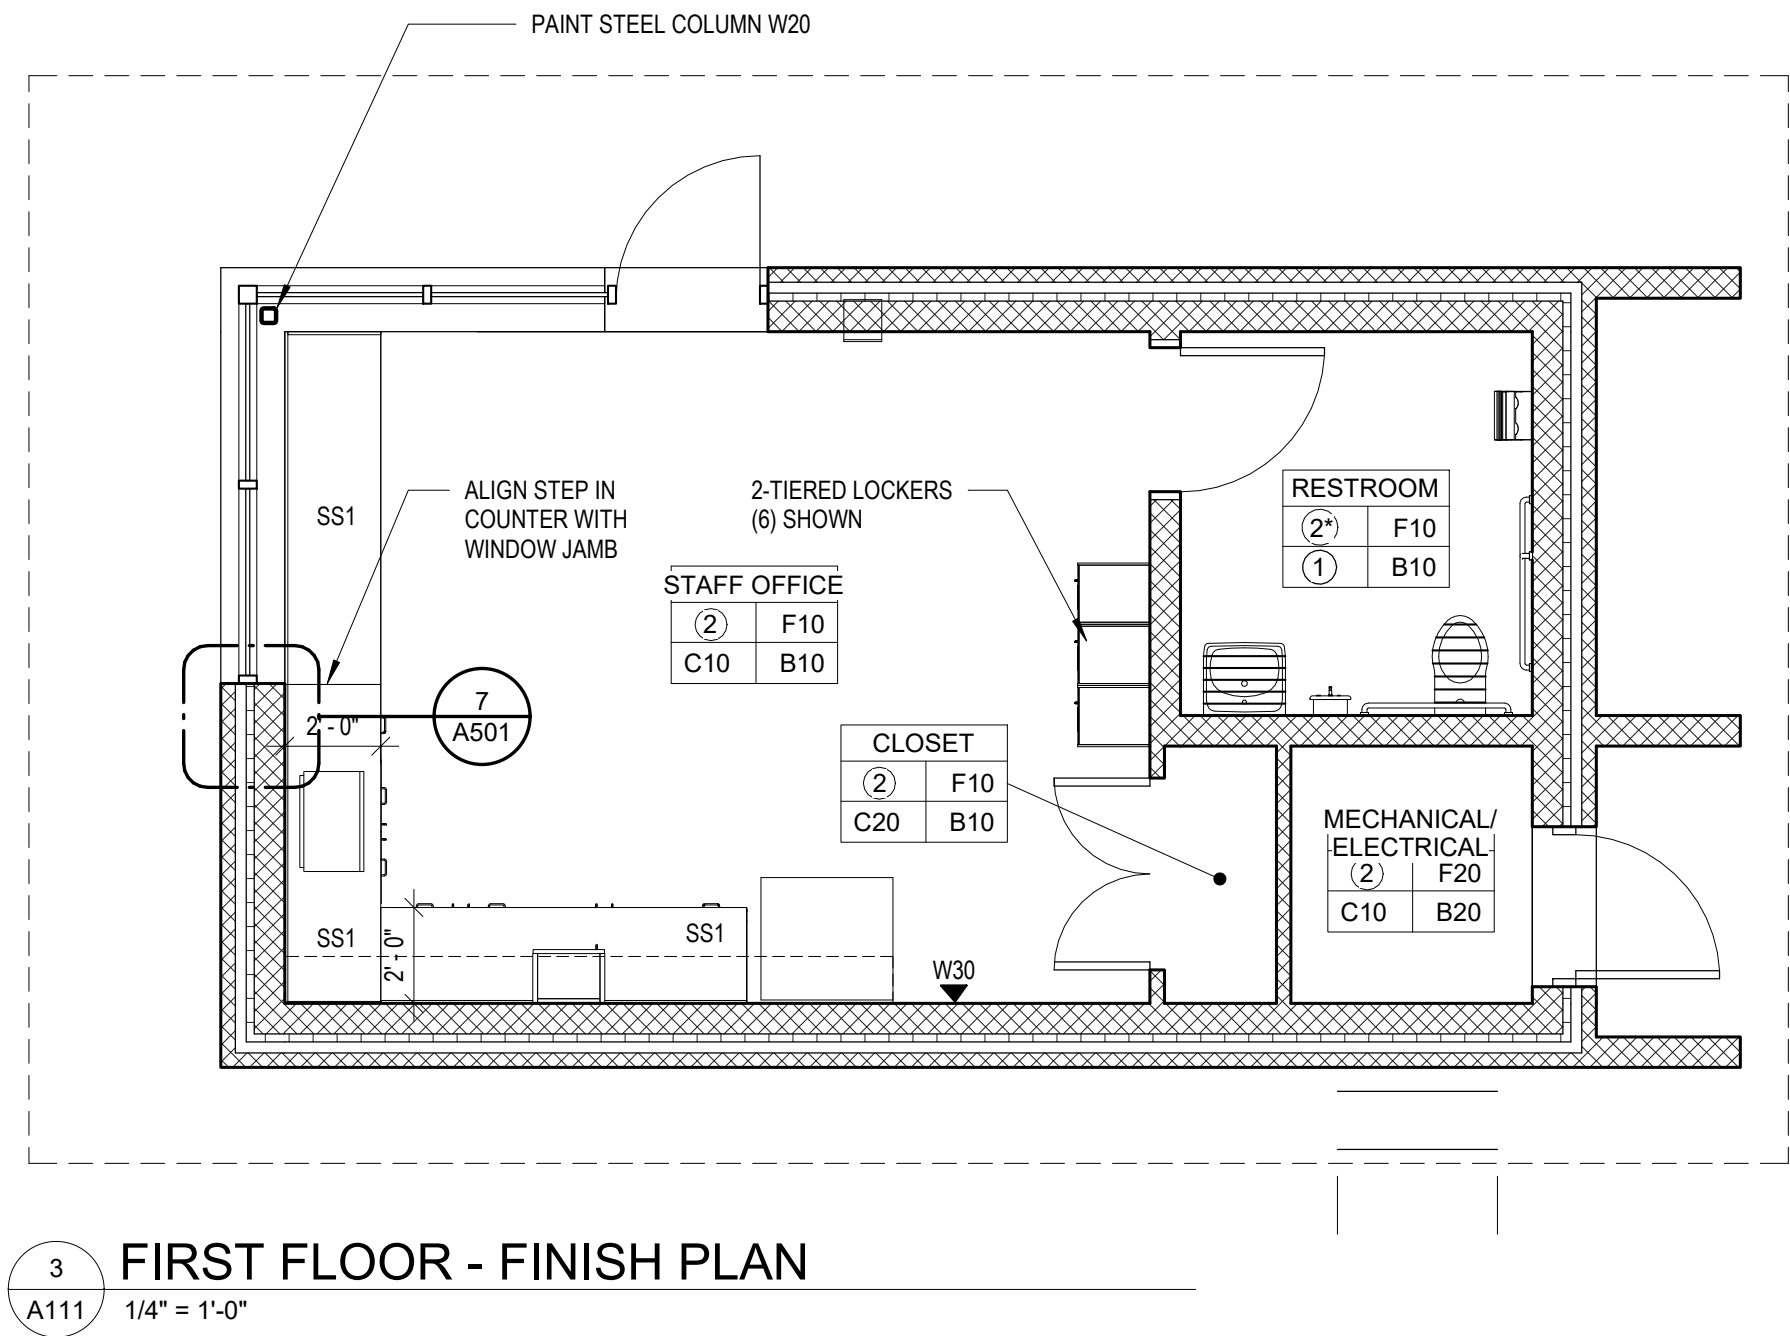 PAINT STEEL COLUMN W20
ALIGN STEP IN
COUNTER WITH
WINDOW JAMB
2-TIERED LOCKERS
(6) SHOWN
SS1
RESTROOM
2* F10
1 B10
STAFF OFFICE
2 F10
C10 B10
7
A501
2' - 0"
CLOSET
2 F10
C20 B10
MECHANICAL/
ELECTRICAL
2 F20
C10 B20
SS1
2' - 0"
SS1
W30
3
A111
FIRST FLOOR - FINISH PLAN
1/4" = 1'-0"